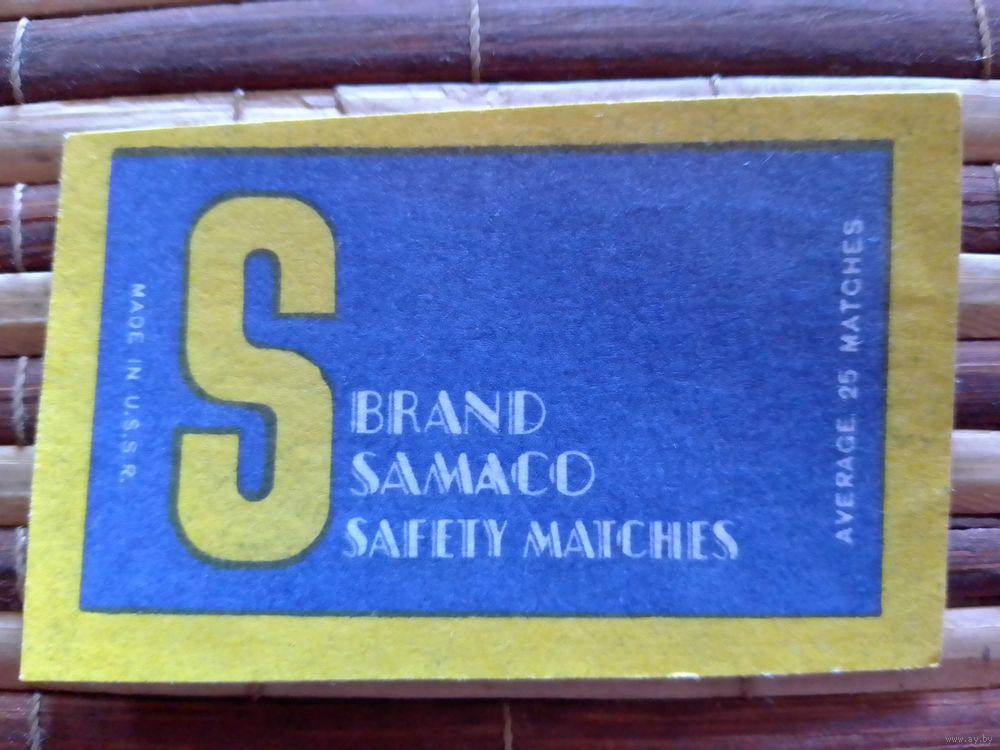 MADE IN U.S.S.R.
S
BRAND
SAMACO
SAFETY MATCHES
AVERAGE 25 MATCHES
www.ay.by